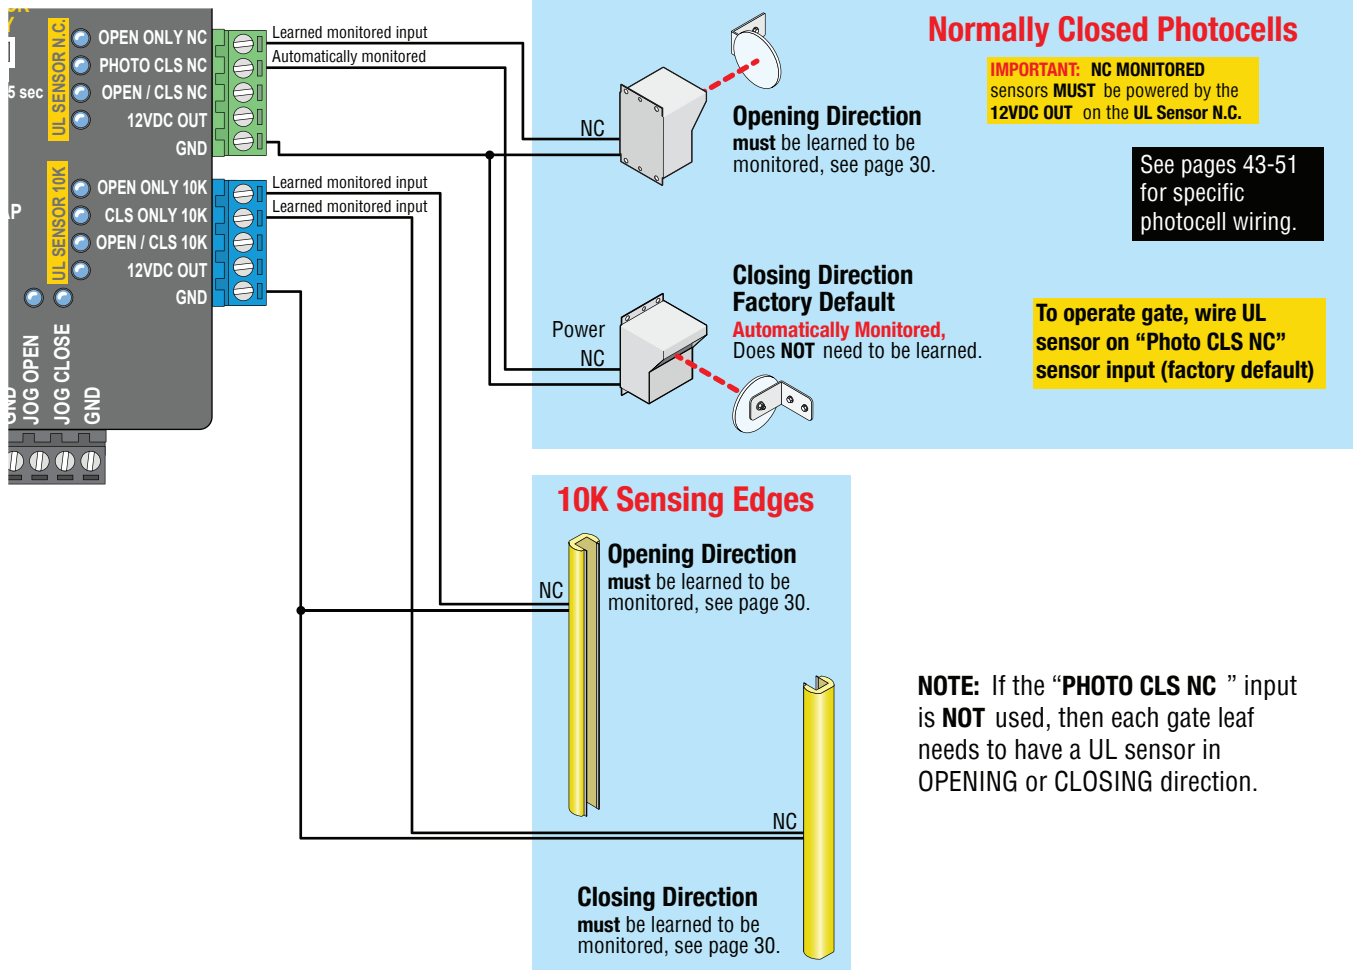 OPEN ONLY NC
PHOTO CLS NC
5 sec
OPEN / CLS NC
12VDC OUT
GND
UL SENSOR N.C.
Learned monitored input
Automatically monitored
OPEN ONLY 10K
CLS ONLY 10K
OPEN / CLS 10K
12VDC OUT
GND
UL SENSOR 10K
AP
Learned monitored input
Learned monitored input
GND
JOG OPEN
JOG CLOSE
GND
Normally Closed Photocells
IMPORTANT: NC MONITORED
sensors MUST be powered by the
12VDC OUT on the UL Sensor N.C.
NC
Opening Direction
must be learned to be
monitored, see page 30.
See pages 43-51
for specific
photocell wiring.
Closing Direction
Factory Default
Automatically Monitored,
Does NOT need to be learned.
Power
NC
To operate gate, wire UL
sensor on “Photo CLS NC”
sensor input (factory default)
10K Sensing Edges
Opening Direction
must be learned to be
monitored, see page 30.
NC
NC
Closing Direction
must be learned to be
monitored, see page 30.
NOTE: If the “PHOTO CLS NC ” input
is NOT used, then each gate leaf
needs to have a UL sensor in
OPENING or CLOSING direction.